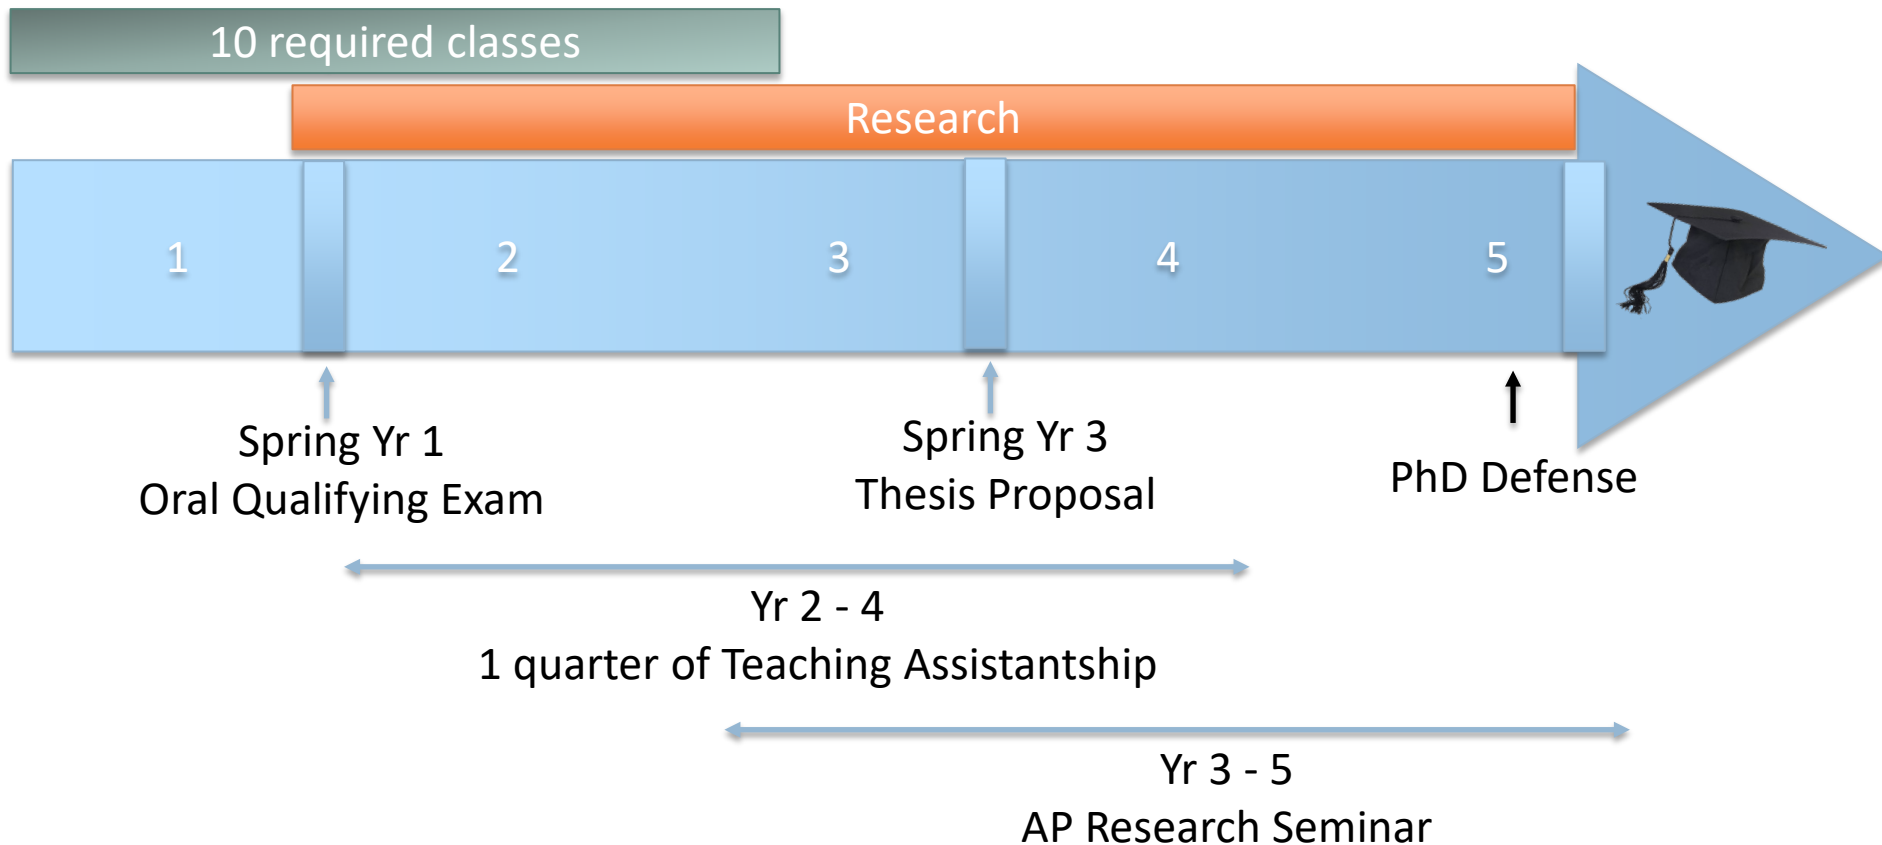 10 required classes
Research
1
2
3
4
5
Spring Yr 1
Oral Qualifying Exam
Spring Yr 3
Thesis Proposal
PhD Defense
Yr 2 - 4
1 quarter of Teaching Assistantship
Yr 3 - 5
AP Research Seminar